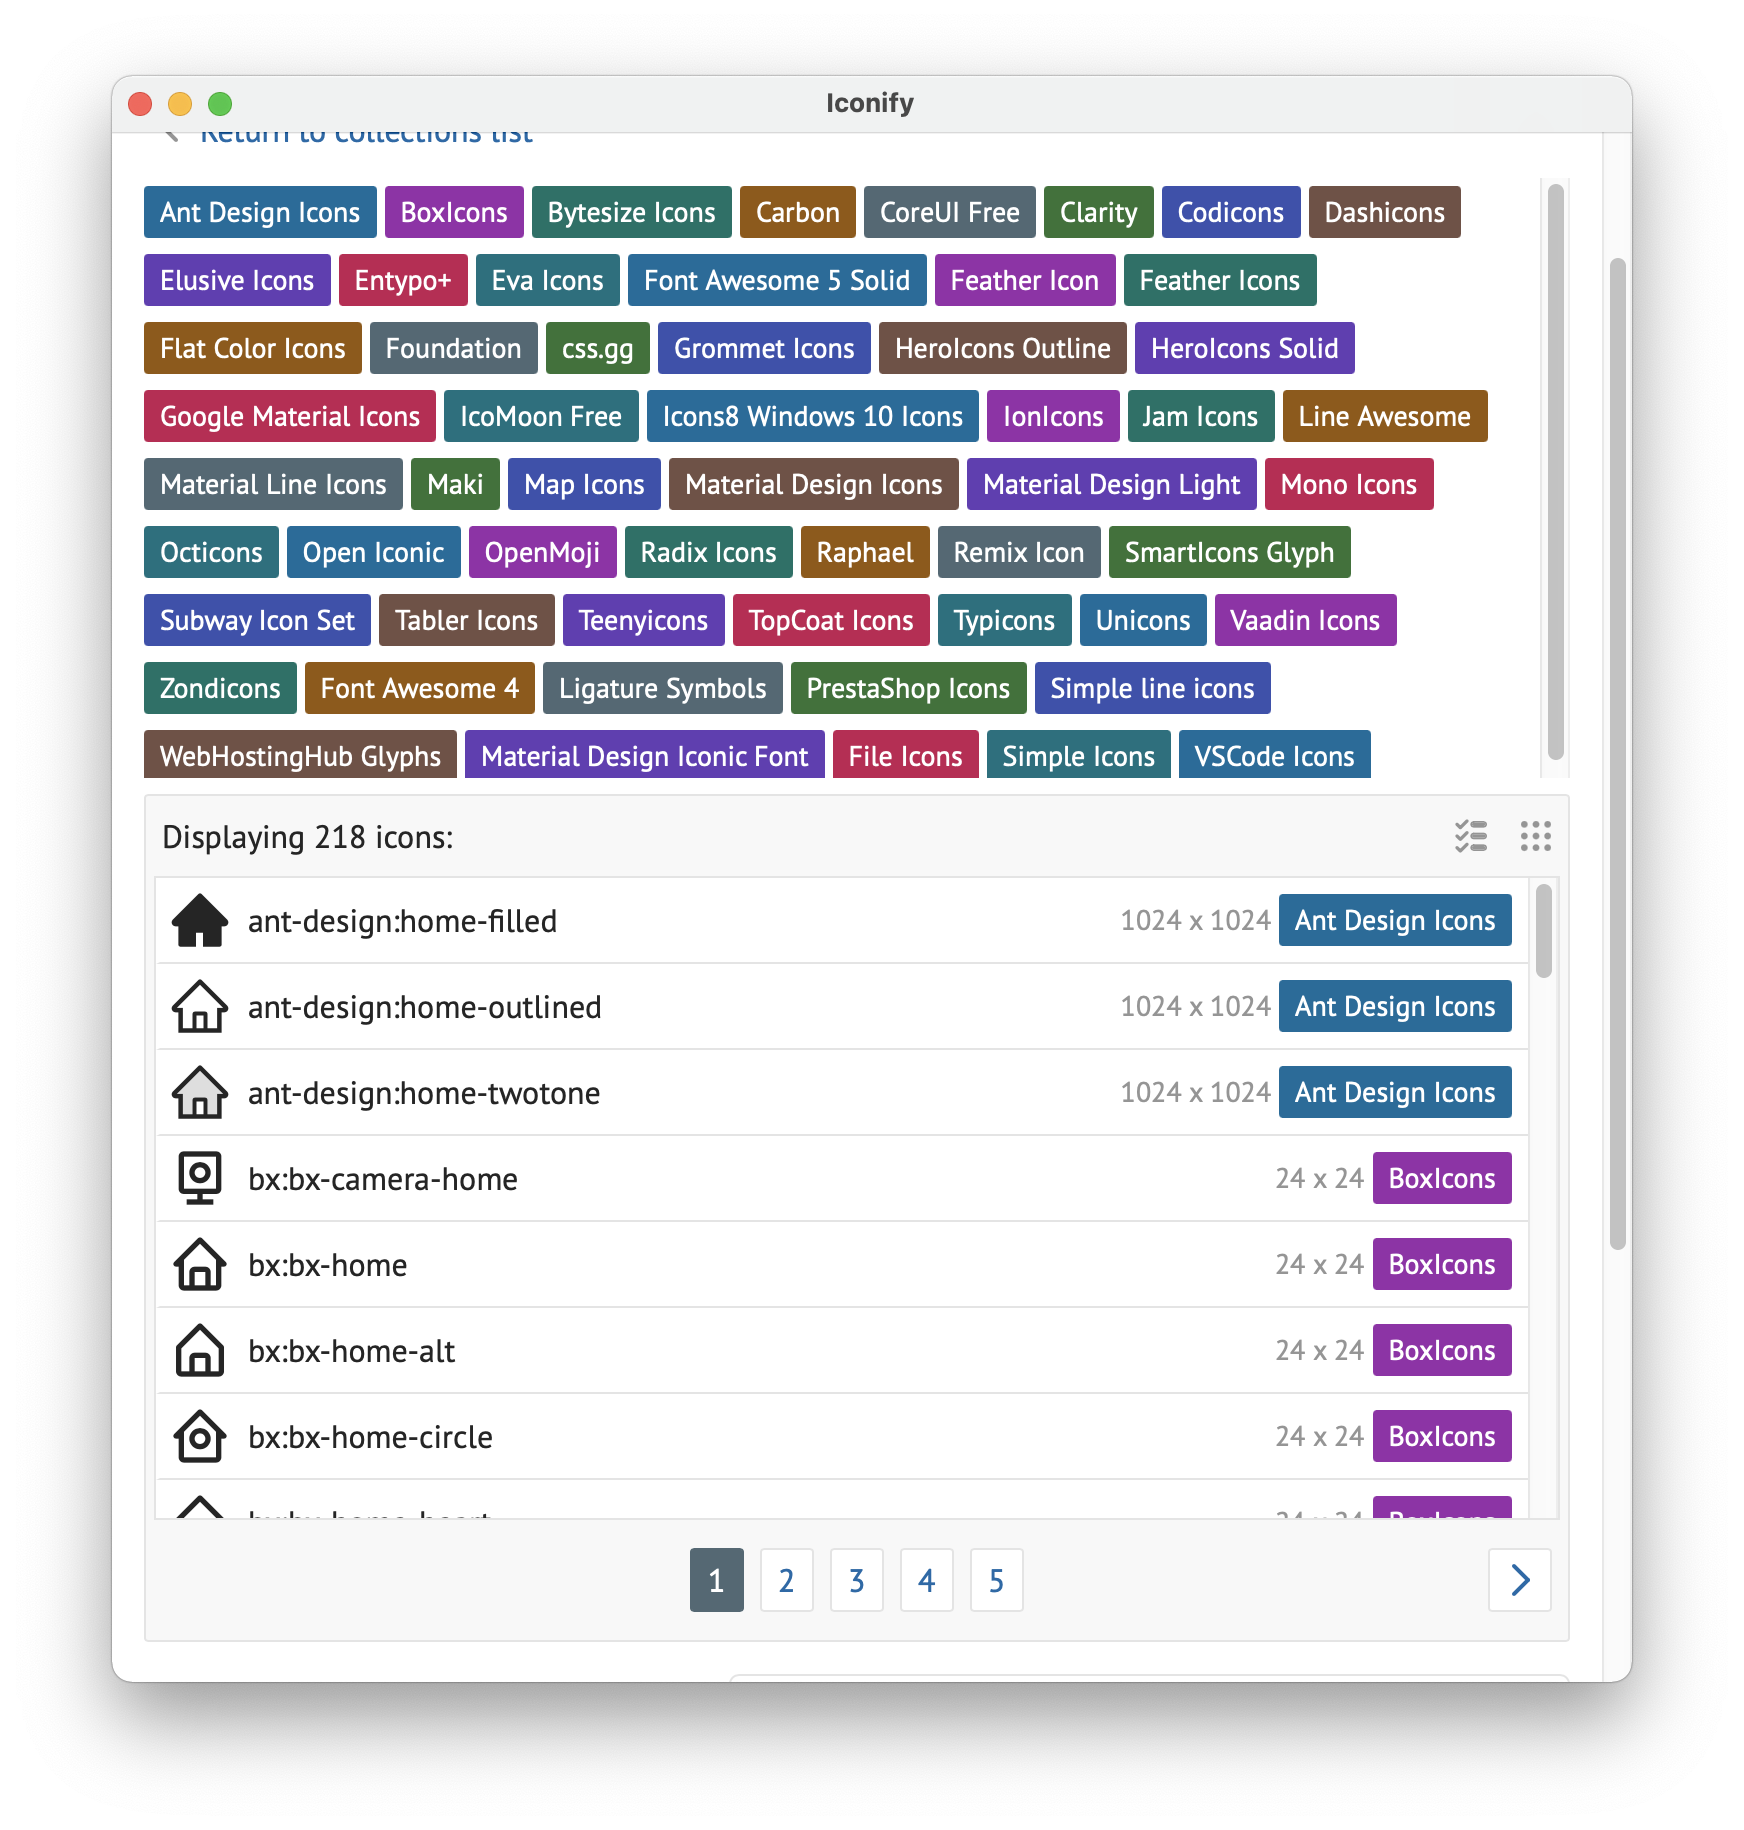 Iconify
Return to collections list
Ant Design Icons BoxIcons Bytesize Icons Carbon CoreUI Free Clarity Codicons Dashicons
Elusive Icons Entypo+ Eva Icons Font Awesome 5 Solid Feather Icon Feather Icons
Flat Color Icons Foundation css.gg Grommet Icons HeroIcons Outline HeroIcons Solid
Google Material Icons IcoMoon Free Icons8 Windows 10 Icons IonIcons Jam Icons Line Awesome
Material Line Icons Maki Map Icons Material Design Icons Material Design Light Mono Icons
Octicons Open Iconic OpenMoji Radix Icons Raphael Remix Icon SmartIcons Glyph
Subway Icon Set Tabler Icons Teenyicons TopCoat Icons Typicons Unicons Vaadin Icons
Zondicons Font Awesome 4 Ligature Symbols PrestaShop Icons Simple line icons
WebHostingHub Glyphs Material Design Iconic Font File Icons Simple Icons VSCode Icons
Displaying 218 icons:
ant-design:home-filled 1024 x 1024 Ant Design Icons
ant-design:home-outlined 1024 x 1024 Ant Design Icons
ant-design:home-twotone 1024 x 1024 Ant Design Icons
bx:bx-camera-home 24 x 24 BoxIcons
bx:bx-home 24 x 24 BoxIcons
bx:bx-home-alt 24 x 24 BoxIcons
bx:bx-home-circle 24 x 24 BoxIcons
bx:bx-home-heart 24 x 24 BoxIcons
1 2 3 4 5